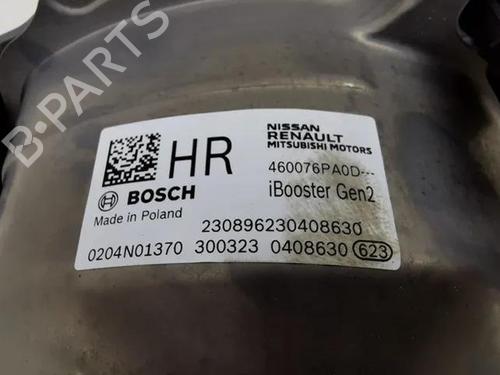 B-Parts
HR
NISSAN
RENAULT
MITSUBISHI MOTORS
460076PA0D---
BOSCH
iBooster Gen2
Made in Poland
230896230408630
0204N01370 300323 0408630 623